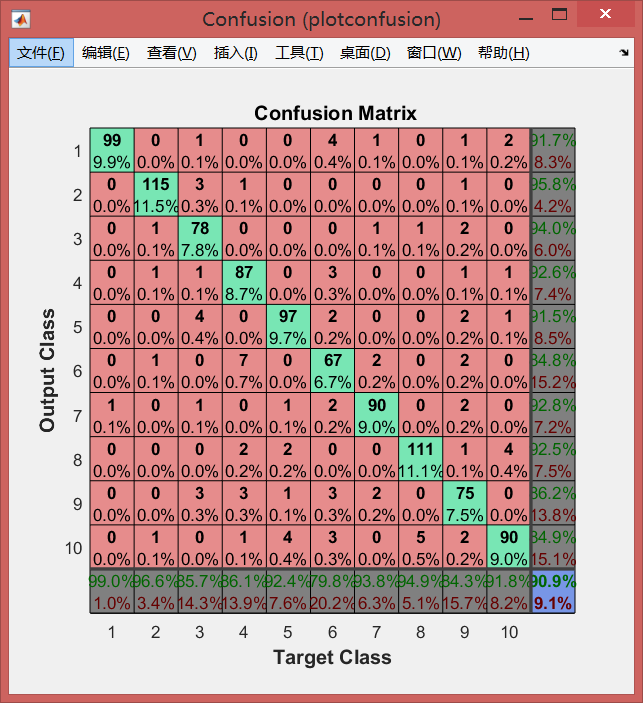 Confusion (plotconfusion)
文件(F) 编辑(E) 查看(V) 插入(I) 工具(T) 桌面(D) 窗口(W) 帮助(H)
Confusion Matrix
1 99 0 1 0 0 4 1 0 1 2 91.7%
9.9% 0.0% 0.1% 0.0% 0.0% 0.4% 0.1% 0.0% 0.1% 0.2% 8.3%
2 0 115 3 1 0 0 0 0 1 0 95.8%
0.0% 11.5% 0.3% 0.1% 0.0% 0.0% 0.0% 0.0% 0.1% 0.0% 4.2%
3 0 1 78 0 0 0 1 1 2 0 94.0%
0.0% 0.1% 7.8% 0.0% 0.0% 0.0% 0.1% 0.1% 0.2% 0.0% 6.0%
4 0 1 1 87 0 3 0 0 1 1 92.6%
0.0% 0.1% 0.1% 8.7% 0.0% 0.3% 0.0% 0.0% 0.1% 0.1% 7.4%
5 0 0 4 0 97 2 0 0 2 1 91.5%
0.0% 0.0% 0.4% 0.0% 9.7% 0.2% 0.0% 0.0% 0.2% 0.1% 8.5%
6 0 1 0 7 0 67 2 0 2 0 84.8%
0.0% 0.1% 0.0% 0.7% 0.0% 6.7% 0.2% 0.0% 0.2% 0.0% 15.2%
7 1 0 1 0 1 2 90 0 2 0 92.8%
0.1% 0.0% 0.1% 0.0% 0.1% 0.2% 9.0% 0.0% 0.2% 0.0% 7.2%
8 0 0 0 2 2 0 0 111 1 4 92.5%
0.0% 0.0% 0.0% 0.2% 0.2% 0.0% 0.0% 11.1% 0.1% 0.4% 7.5%
9 0 0 3 3 1 3 2 0 75 0 86.2%
0.0% 0.0% 0.3% 0.3% 0.1% 0.3% 0.2% 0.0% 7.5% 0.0% 13.8%
10 0 1 0 1 4 3 0 5 2 90 84.9%
0.0% 0.1% 0.0% 0.1% 0.4% 0.3% 0.0% 0.5% 0.2% 9.0% 15.1%
99.0% 96.6% 85.7% 86.1% 92.4% 79.8% 93.8% 94.9% 84.3% 91.8% 90.9%
1.0% 3.4% 14.3% 13.9% 7.6% 20.2% 6.3% 5.1% 15.7% 8.2% 9.1%
1 2 3 4 5 6 7 8 9 10
Target Class
Output Class